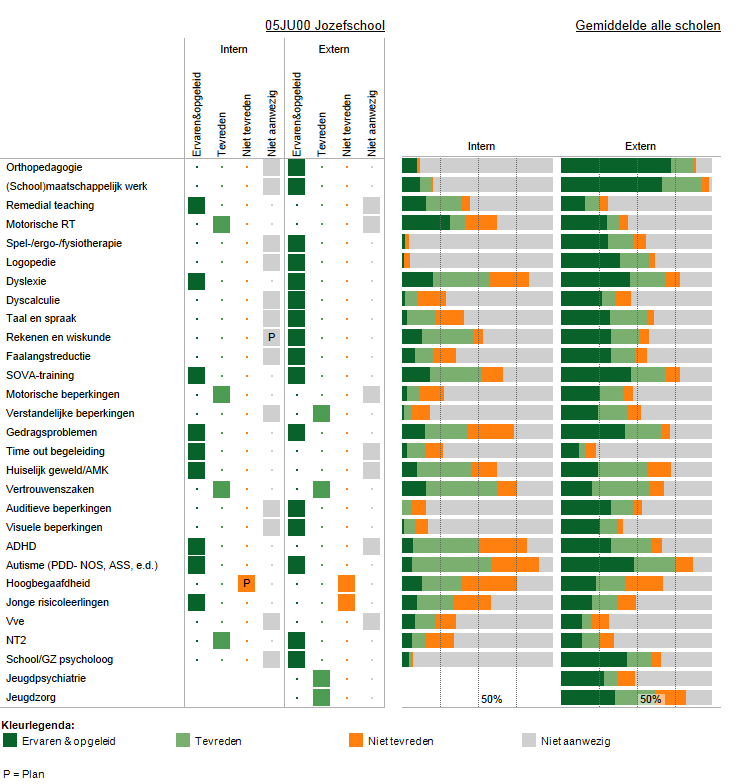 05JU00 Jozefschool
Gemiddelde alle scholen
Intern
Extern
Ervaren&opgeleid
Tevreden
Niet tevreden
Niet aanwezig
Ervaren&opgeleid
Tevreden
Niet tevreden
Niet aanwezig
Intern
Extern
Orthopedagogie
(School)maatschappelijk werk
Remedial teaching
Motorische RT
Spel-/ergo-/fysiotherapie
Logopedie
Dyslexie
Dyscalculie
Taal en spraak
Rekenen en wiskunde P
Faalangstreductie
SOVA-training
Motorische beperkingen
Verstandelijke beperkingen
Gedragsproblemen
Time out begeleiding
Huiselijk geweld/AMK
Vertrouwenszaken
Auditieve beperkingen
Visuele beperkingen
ADHD
Autisme (PDD- NOS, ASS, e.d.)
Hoogbegaafdheid P
Jonge risicoleerlingen
Vve
NT2
School/GZ psycholoog
Jeugdpsychiatrie
Jeugdzorg 50% 50%
Kleurlegenda:
Ervaren & opgeleid Tevreden Niet tevreden Niet aanwezig
P = Plan